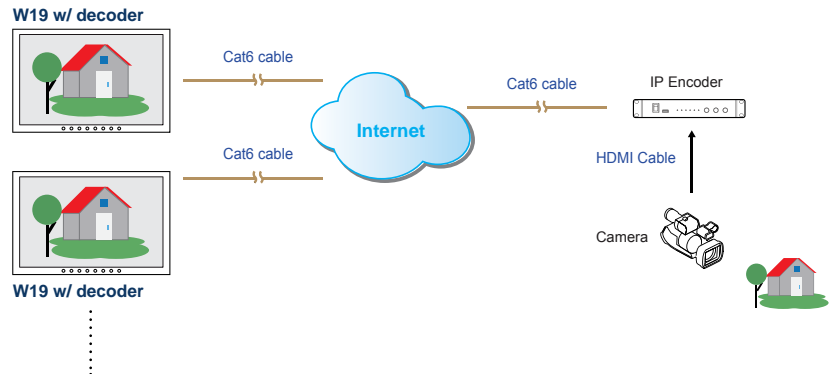 W19 w/ decoder
Cat6 cable
Cat6 cable
IP Encoder
Internet
Cat6 cable
HDMI Cable
Camera
W19 w/ decoder